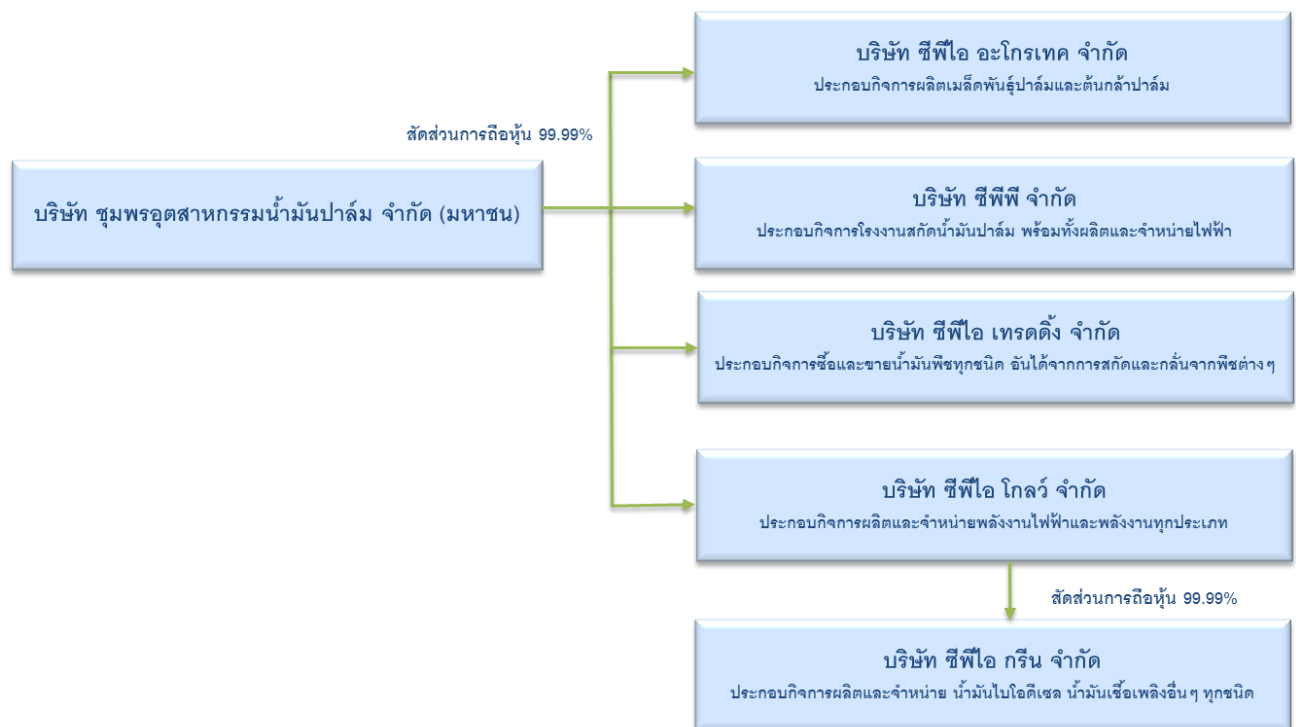 บริษัท ซีพีไอ อะโกรเทค จำกัด
ประกอบกิจการผลิตเมล็ดพันธุ์ปาล์มและต้นกล้าปาล์ม
สัดส่วนการถือหุ้น 99.99%
บริษัท ชุมพรอุตสาหกรรมน้ำมันปาล์ม จำกัด (มหาชน)
บริษัท ซีพีพี จำกัด
ประกอบกิจการโรงงานสกัดน้ำมันปาล์ม พร้อมทั้งผลิตและจำหน่ายไฟฟ้า
บริษัท ซีพีไอ เทรดดิ้ง จำกัด
ประกอบกิจการซื้อและขายน้ำมันพืชทุกชนิด อันได้จากการสกัดและกลั่นจากพืชต่างๆ
บริษัท ซีพีไอ โกลว์ จำกัด
ประกอบกิจการผลิตและจำหน่ายพลังงานไฟฟ้าและพลังงานทุกประเภท
สัดส่วนการถือหุ้น 99.99%
บริษัท ซีพีไอ กรีน จำกัด
ประกอบกิจการผลิตและจำหน่าย น้ำมันไบโอดีเซล น้ำมันเชื้อเพลิงอื่นๆ ทุกชนิด